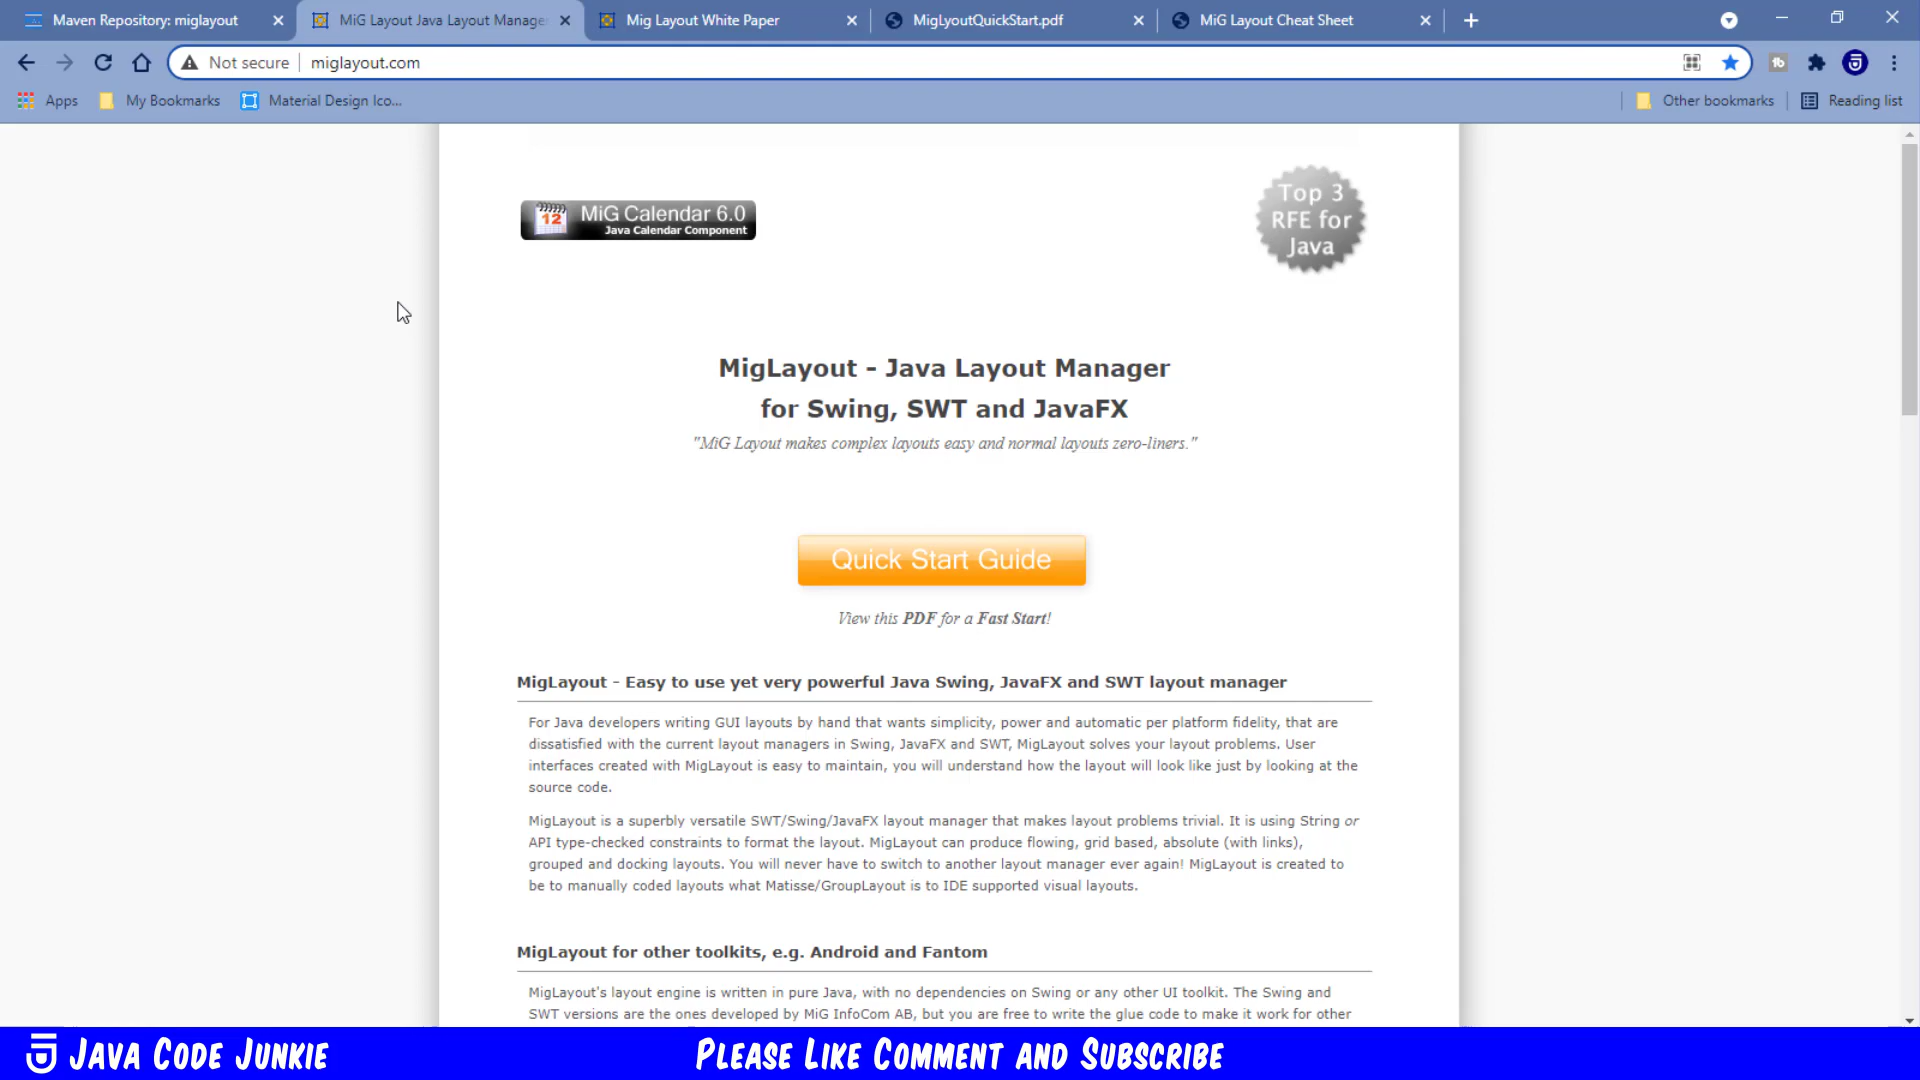 Maven Repository: miglayout
MiG Layout Java Layout Manage
Mig Layout White Paper
MigLyoutQuickStart.pdf
MiG Layout Cheat Sheet
Not secure
miglayout.com
Apps
My Bookmarks
Material Design Ico...
Other bookmarks
Reading list
12
MiG Calendar 6.0
Java Calendar Component
Top 3
RFE for
Java
MigLayout - Java Layout Manager
for Swing, SWT and JavaFX
"MiG Layout makes complex layouts easy and normal layouts zero-liners."
Quick Start Guide
View this PDF for a Fast Start!
MigLayout - Easy to use yet very powerful Java Swing, JavaFX and SWT layout manager
For Java developers writing GUI layouts by hand that wants simplicity, power and automatic per platform fidelity, that are
dissatisfied with the current layout managers in Swing, JavaFX and SWT, MigLayout solves your layout problems. User
interfaces created with MigLayout is easy to maintain, you will understand how the layout will look like just by looking at the
source code.
MigLayout is a superbly versatile SWT/Swing/JavaFX layout manager that makes layout problems trivial. It is using String or
API type-checked constraints to format the layout. MigLayout can produce flowing, grid based, absolute (with links),
grouped and docking layouts. You will never have to switch to another layout manager ever again! MigLayout is created to
be to manually coded layouts what Matisse/GroupLayout is to IDE supported visual layouts.
MigLayout for other toolkits, e.g. Android and Fantom
MigLayout's layout engine is written in pure Java, with no dependencies on Swing or any other UI toolkit. The Swing and
SWT versions are the ones developed by MiG InfoCom AB, but you are free to write the glue code to make it work for other
Java Code Junkie
Please Like Comment and Subscribe